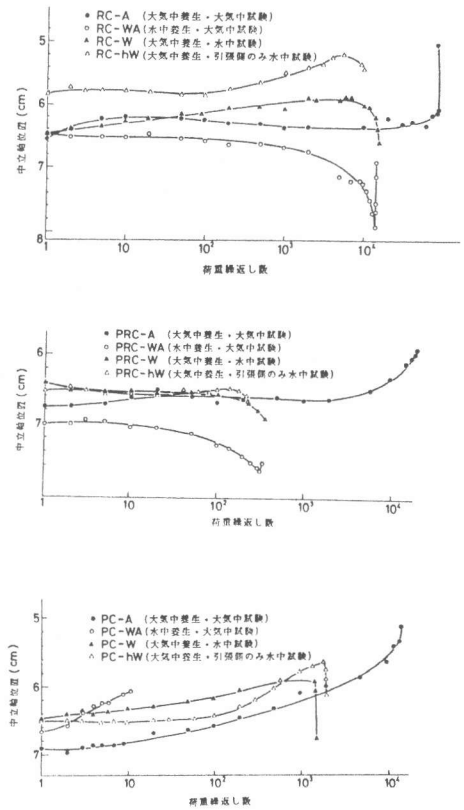 RC-A (大気中養生・大気中試験)
RC-WA (水中養生・大気中試験)
RC-W (大気中養生・水中試験)
RC-hW (大気中養生・引張側のみ水中試験)
中立軸位置 (cm)
5
6
7
8
1 10 10² 10³ 10⁴
荷重繰返し数
PRC-A (大気中養生・大気中試験)
PRC-WA (水中養生・大気中試験)
PRC-W (大気中養生・水中試験)
PRC-hW (大気中養生・引張側のみ水中試験)
中立軸位置 (cm)
6
7
1 10 10² 10³ 10⁴
荷重繰返し数
PC-A (大気中養生・大気中試験)
PC-WA (水中養生・大気中試験)
PC-W (大気中養生・水中試験)
PC-hW (大気中養生・引張側のみ水中試験)
中立軸位置 (cm)
5
6
7
1 10 10² 10³ 10⁴
荷重繰返し数